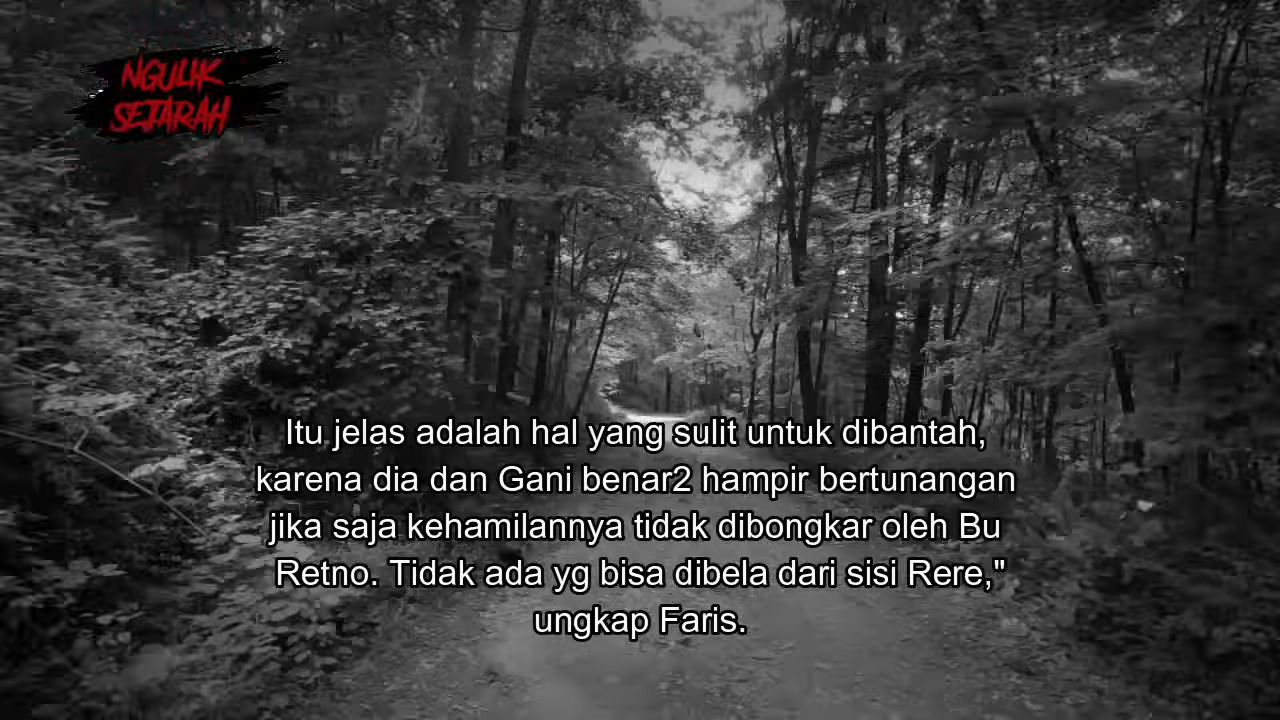 NGULIK
SEJARAH
Itu jelas adalah hal yang sulit untuk dibantah,
karena dia dan Gani benar2 hampir bertunangan
jika saja kehamilannya tidak dibongkar oleh Bu
Retno. Tidak ada yg bisa dibela dari sisi Rere,"
ungkap Faris.